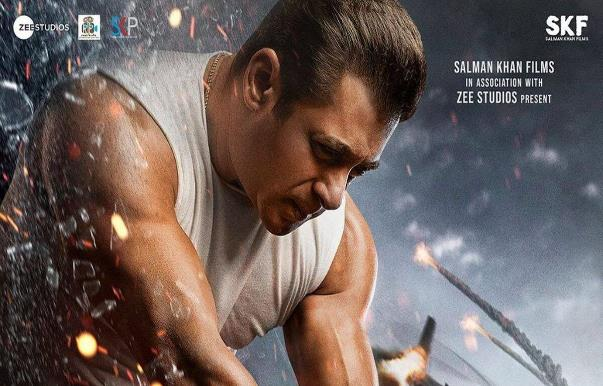 ZEE STUDIOS
SKF
SALMAN KHAN FILMS
SALMAN KHAN FILMS
IN ASSOCIATION WITH
ZEE STUDIOS PRESENT